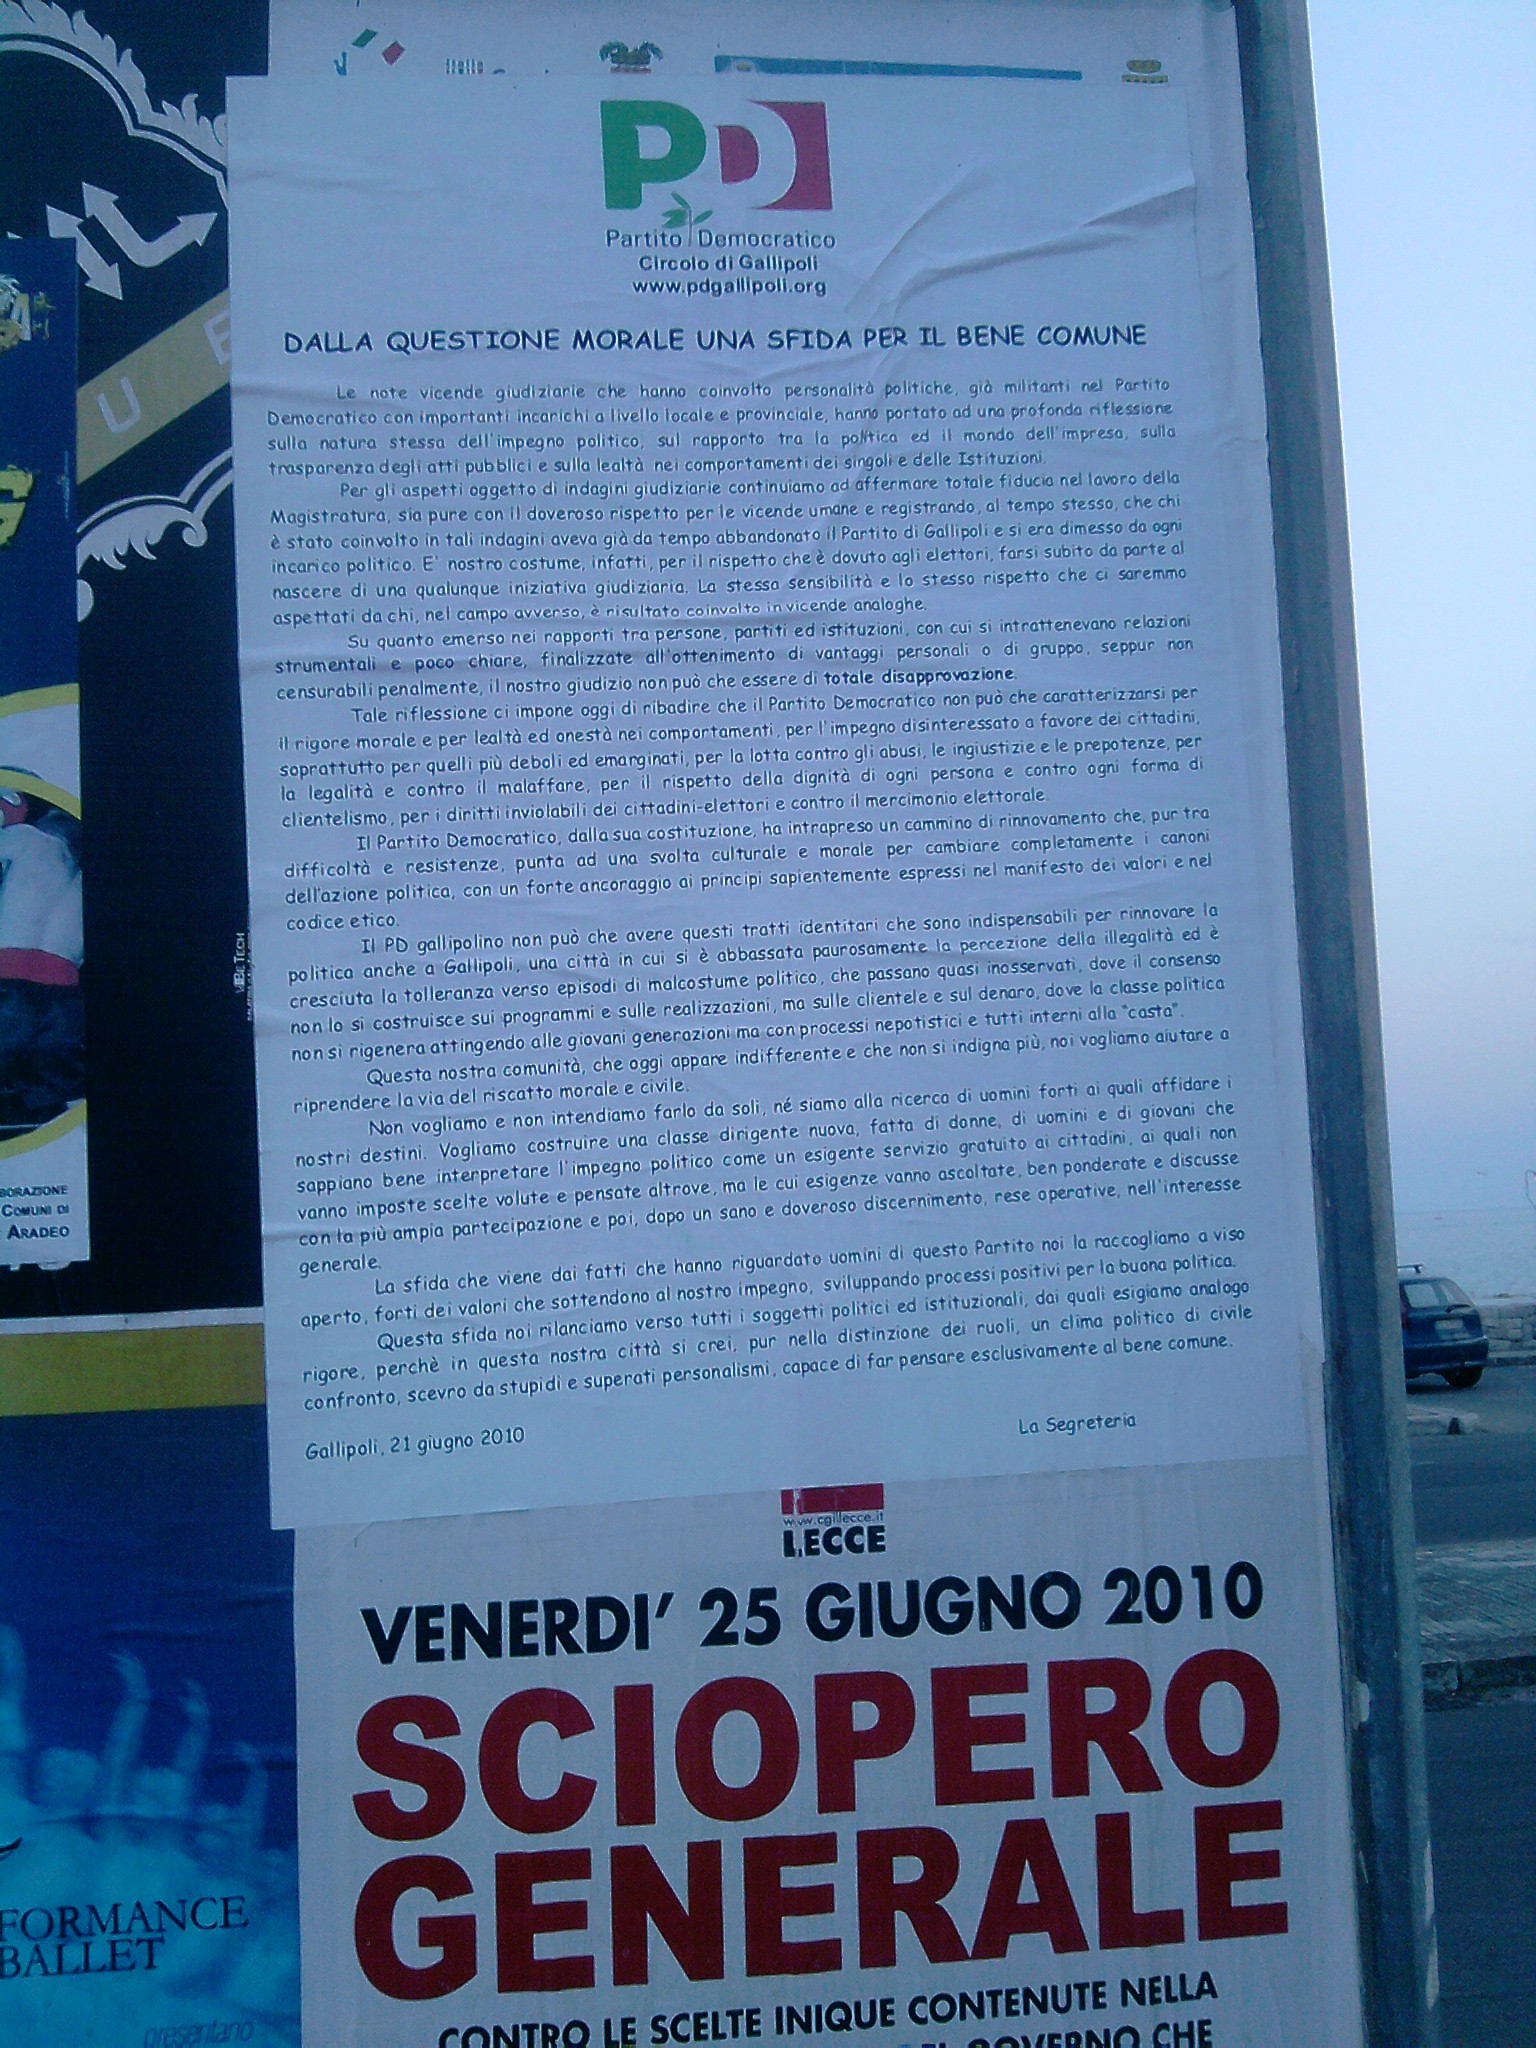 Italia
PD
Partito Democratico
Circolo di Gallipoli
www.pdgallipoli.org
DALLA QUESTIONE MORALE UNA SFIDA PER IL BENE COMUNE
Le note vicende giudiziarie che hanno coinvolto personalità politiche, già militanti nel Partito
Democratico con importanti incarichi a livello locale e provinciale, hanno portato ad una profonda riflessione
sulla natura stessa dell'impegno politico, sul rapporto tra la politica ed il mondo dell'impresa, sulla
trasparenza degli atti pubblici e sulla lealtà nei comportamenti dei singoli e delle Istituzioni.
Per gli aspetti oggetto di indagini giudiziarie continuiamo ad affermare totale fiducia nel lavoro della
Magistratura, sia pure con il doveroso rispetto per le vicende umane e registrando, al tempo stesso, che chi
è stato coinvolto in tali indagini aveva già da tempo abbandonato il Partito di Gallipoli e si era dimesso da ogni
incarico politico. E' nostro costume, infatti, per il rispetto che è dovuto agli elettori, farsi subito da parte al
nascere di una qualunque iniziativa giudiziaria. La stessa sensibilità e lo stesso rispetto che ci saremmo
aspettati da chi, nel campo avverso, è risultato coinvolto in vicende analoghe.
Su quanto emerso nei rapporti tra persone, partiti ed istituzioni, con cui si intrattenevano relazioni
strumentali e poco chiare, finalizzate all'ottenimento di vantaggi personali o di gruppo, seppur non
censurabili penalmente, il nostro giudizio non può che essere di totale disapprovazione.
Tale riflessione ci impone oggi di ribadire che il Partito Democratico non può che caratterizzarsi per
il rigore morale e per lealtà ed onestà nei comportamenti, per l'impegno disinteressato a favore dei cittadini,
soprattutto per quelli più deboli ed emarginati, per la lotta contro gli abusi, le ingiustizie e le prepotenze, per
la legalità e contro il malaffare, per il rispetto della dignità di ogni persona e contro ogni forma di
clientelismo, per i diritti inviolabili dei cittadini-elettori e contro il mercimonio elettorale.
Il Partito Democratico, dalla sua costituzione, ha intrapreso un cammino di rinnovamento che, pur tra
difficoltà e resistenze, punta ad una svolta culturale e morale per cambiare completamente i canoni
dell'azione politica, con un forte ancoraggio ai principi sapientemente espressi nel manifesto dei valori e nel
codice etico.
Il PD gallipolino non può che avere questi tratti identitari che sono indispensabili per rinnovare la
politica anche a Gallipoli, una città in cui si è abbassata paurosamente la percezione della illegalità ed è
cresciuta la tolleranza verso episodi di malcostume politico, che passano quasi inosservati, dove il consenso
non lo si costruisce sui programmi e sulle realizzazioni, ma sulle clientele e sul denaro, dove la classe politica
non si rigenera attingendo alle giovani generazioni ma con processi nepotistici e tutti interni alla "casta".
Questa nostra comunità, che oggi appare indifferente e che non si indigna più, noi vogliamo aiutare a
riprendere la via del riscatto morale e civile.
Non vogliamo e non intendiamo farlo da soli, né siamo alla ricerca di uomini forti ai quali affidare i
nostri destini. Vogliamo costruire una classe dirigente nuova, fatta di donne, di uomini e di giovani che
sappiano bene interpretare l'impegno politico come un esigente servizio gratuito ai cittadini, ai quali non
vanno imposte scelte volute e pensate altrove, ma le cui esigenze vanno ascoltate, ben ponderate e discusse
con la più ampia partecipazione e poi, dopo un sano e doveroso discernimento, rese operative, nell'interesse
generale.
La sfida che viene dai fatti che hanno riguardato uomini di questo Partito noi la raccogliamo a viso
aperto, forti dei valori che sottendono al nostro impegno, sviluppando processi positivi per la buona politica.
Questa sfida noi rilanciamo verso tutti i soggetti politici ed istituzionali, dai quali esigiamo analogo
rigore, perchè in questa nostra città si crei, pur nella distinzione dei ruoli, un clima politico di civile
confronto, scevro da stupidi e superati personalismi, capace di far pensare esclusivamente al bene comune.
Gallipoli, 21 giugno 2010
La Segreteria
www.cgillecce.it
LECCE
VENERDI' 25 GIUGNO 2010
SCIOPERO
GENERALE
CONTRO LE SCELTE INIQUE CONTENUTE NELLA
GOVERNO CHE
U E
BORAZIONE
COMUNI DI
ARADEO
FORMANCE
BALLET
presentano